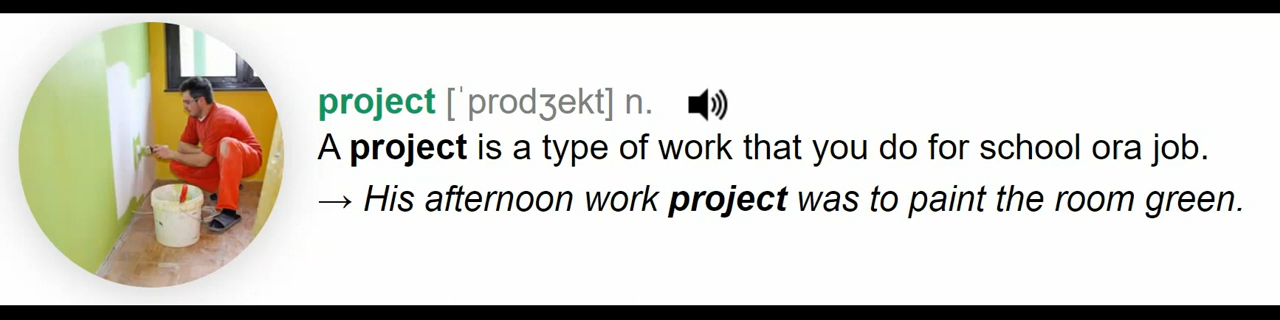 project [ˈprodʒekt] n.
A project is a type of work that you do for school ora job.
→ His afternoon work project was to paint the room green.